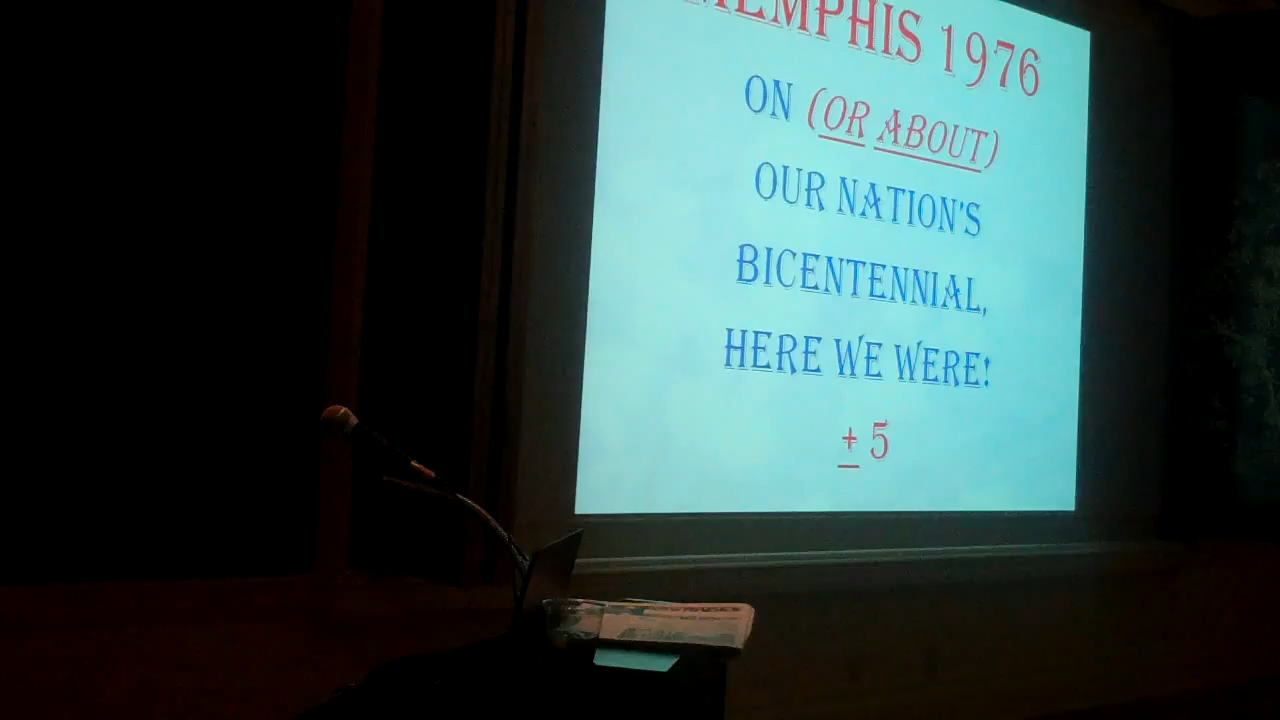 MEMPHIS 1976
ON (OR ABOUT)
OUR NATION'S
BICENTENNIAL,
HERE WE WERE!
± 5